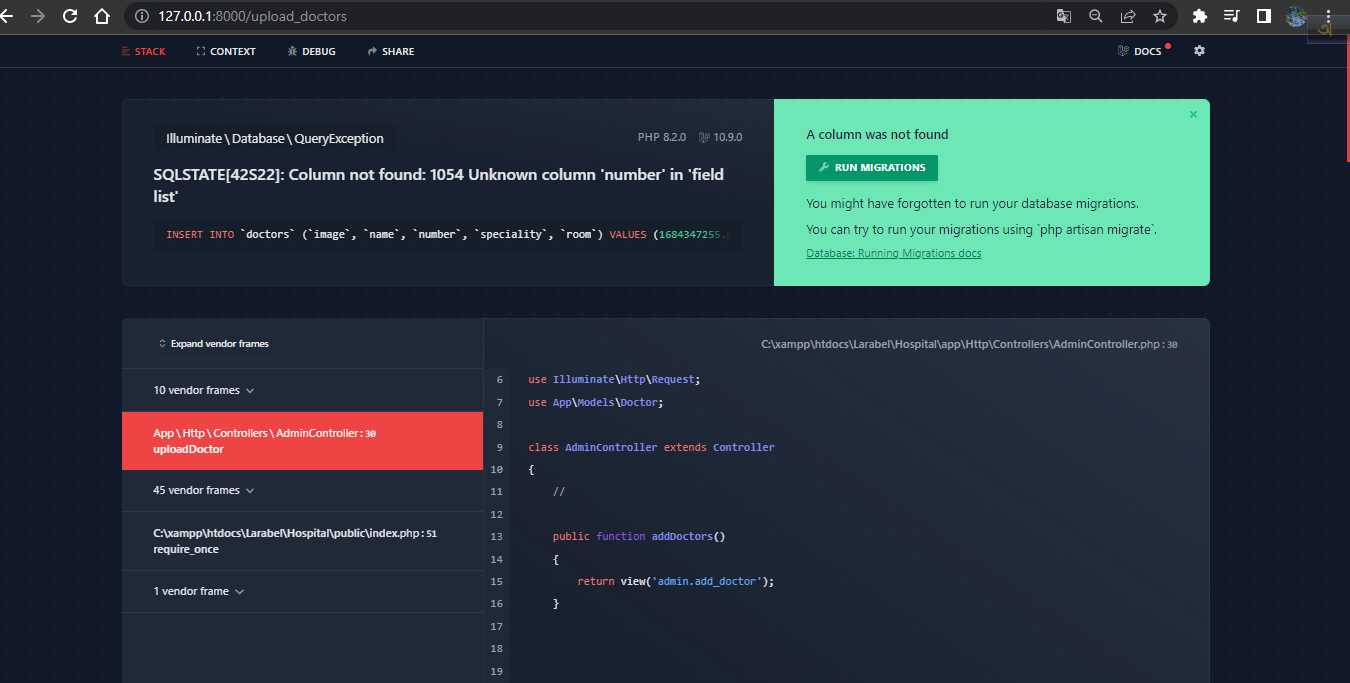 127.0.0.1:8000/upload_doctors
অ
STACK CONTEXT DEBUG SHARE DOCS
Illuminate\Database\QueryException PHP 8.2.0 10.9.0
SQLSTATE[42S22]: Column not found: 1054 Unknown column 'number' in 'field
list'
INSERT INTO `doctors` (`image`, `name`, `number`, `speciality`, `room`) VALUES (1684347255.
A column was not found
RUN MIGRATIONS
You might have forgotten to run your database migrations.
You can try to run your migrations using `php artisan migrate`.
Database: Running Migrations docs
Expand vendor frames
10 vendor frames
App\Http\Controllers\AdminController:30
uploadDoctor
45 vendor frames
C:\xampp\htdocs\Larabel\Hospital\public\index.php:51
require_once
1 vendor frame
C:\xampp\htdocs\Larabel\Hospital\app\Http\Controllers\AdminController.php:30
6 use Illuminate\Http\Request;
7 use App\Models\Doctor;
8
9 class AdminController extends Controller
10 {
11 //
12
13 public function addDoctors()
14 {
15 return view('admin.add_doctor');
16 }
17
18
19